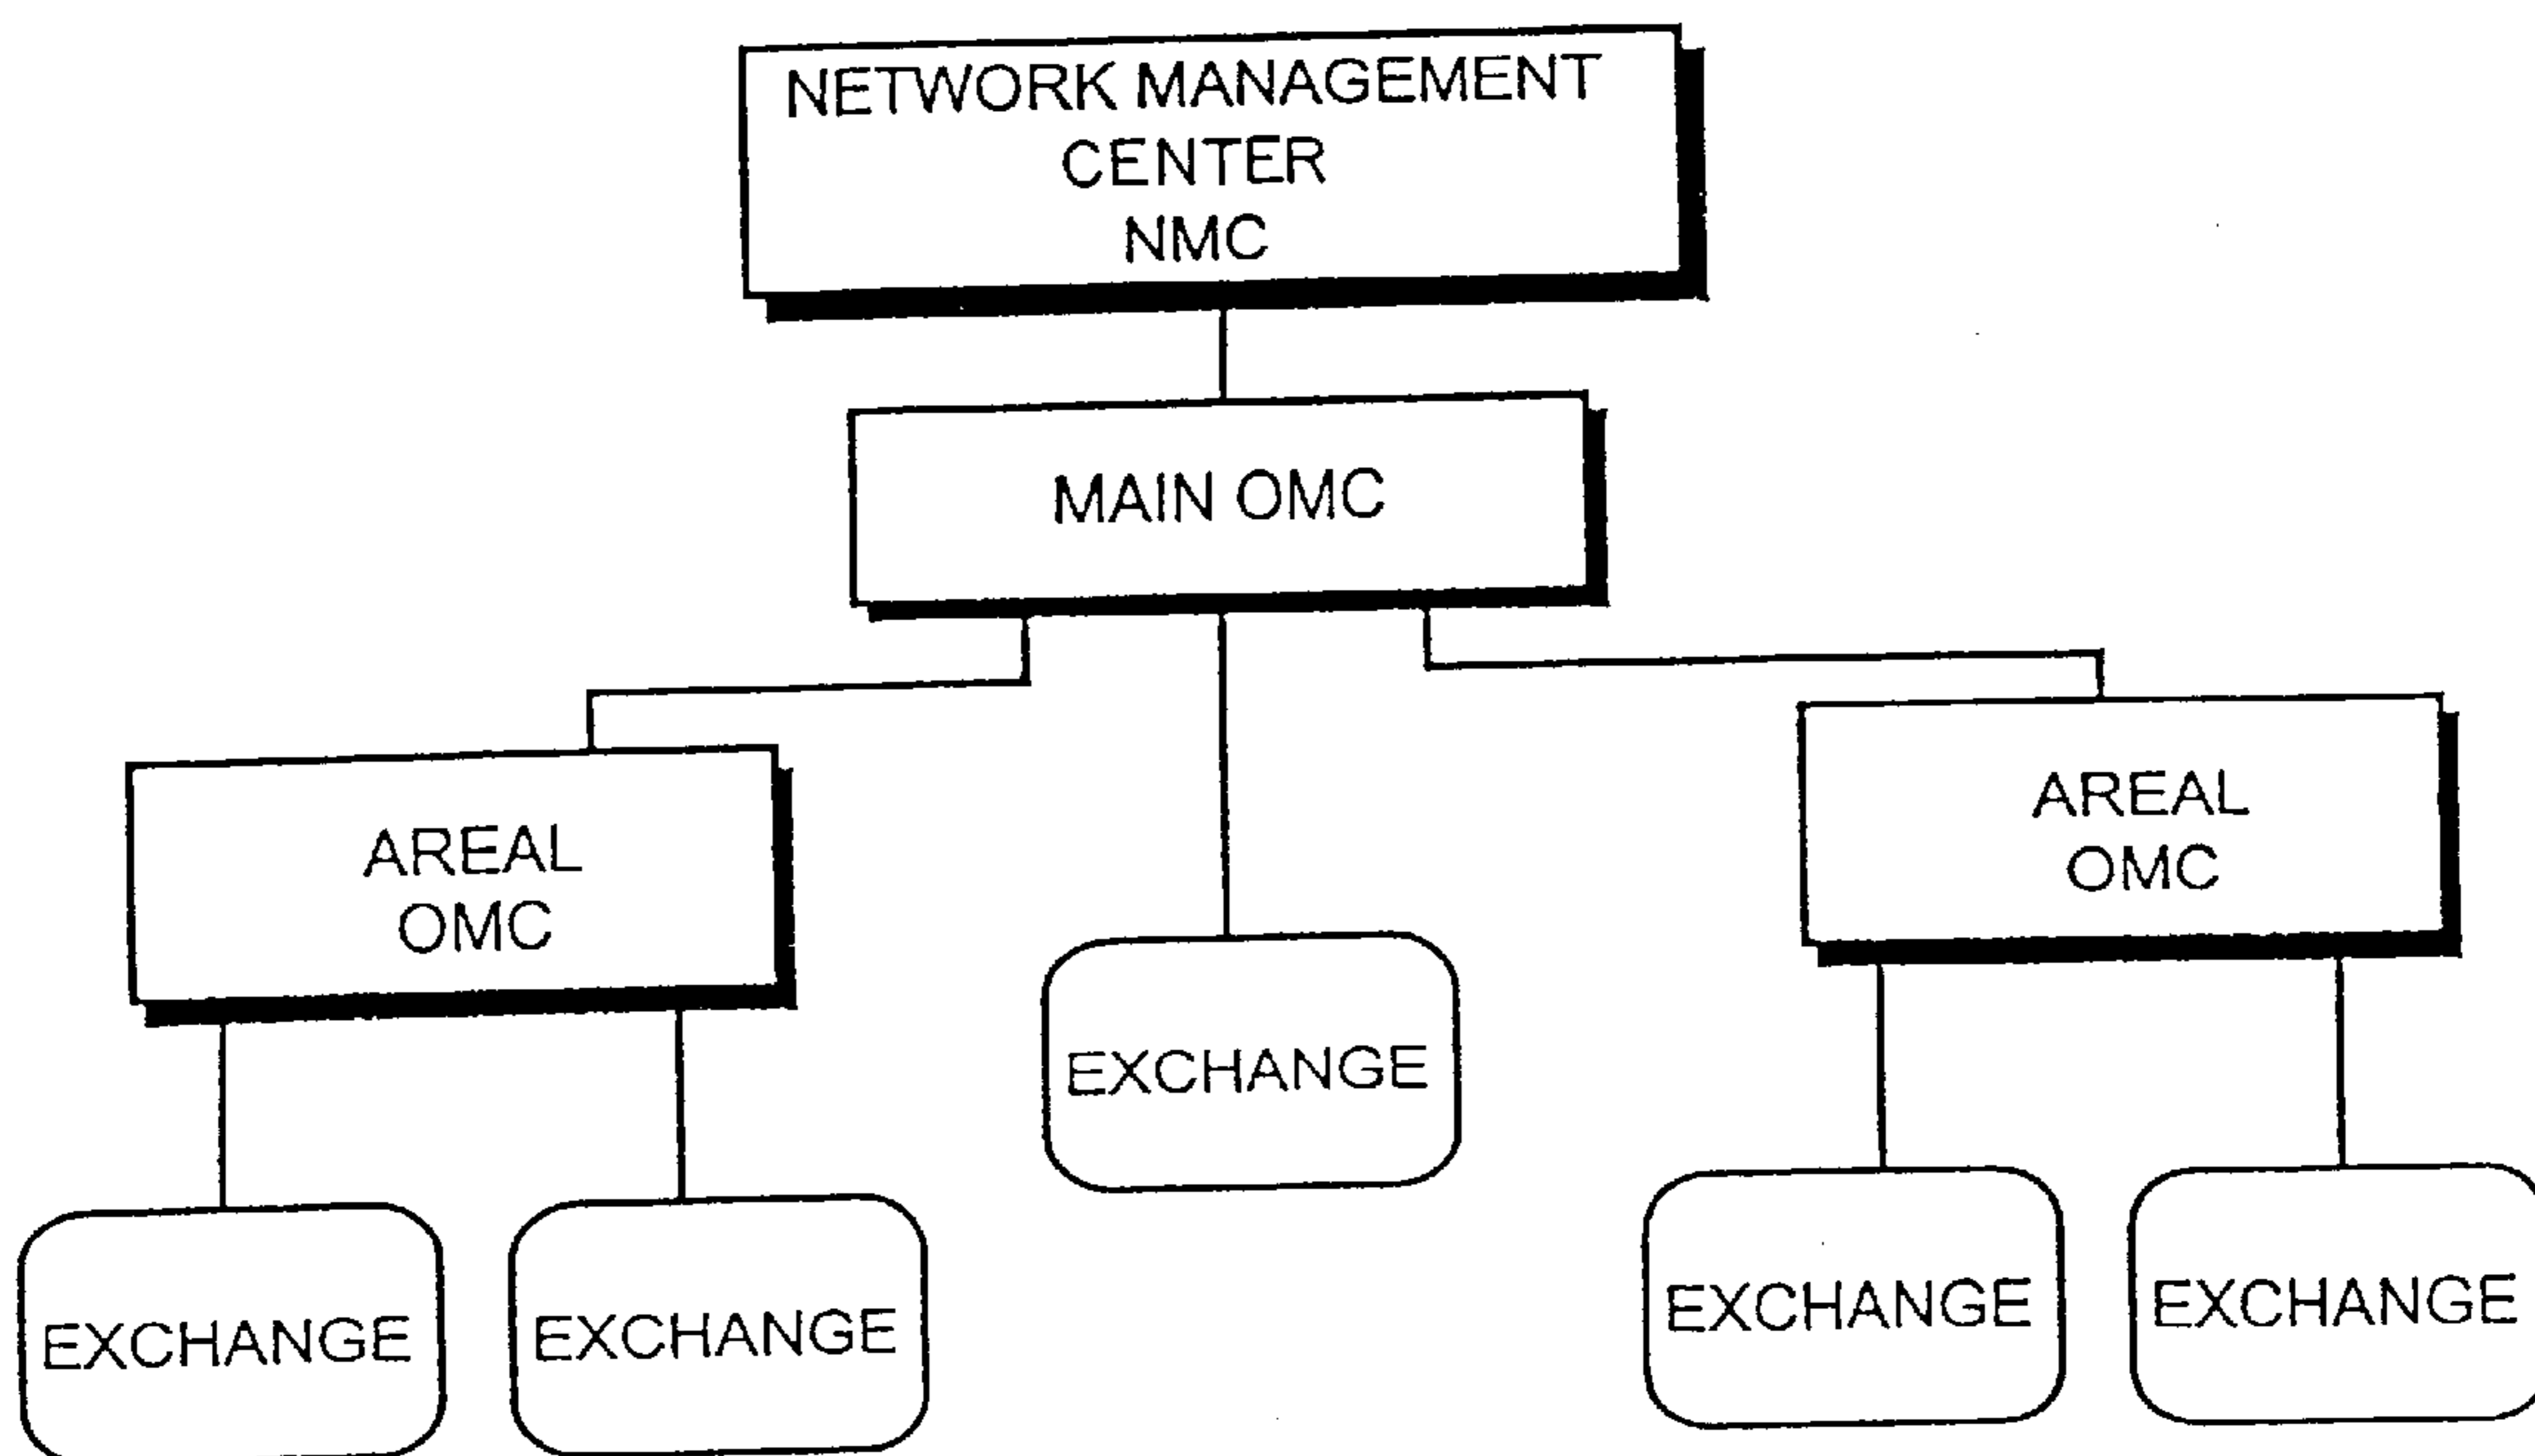 NETWORK MANAGEMENT
CENTER
NMC
MAIN OMC
AREAL
OMC
AREAL
OMC
EXCHANGE
EXCHANGE
EXCHANGE
EXCHANGE
EXCHANGE